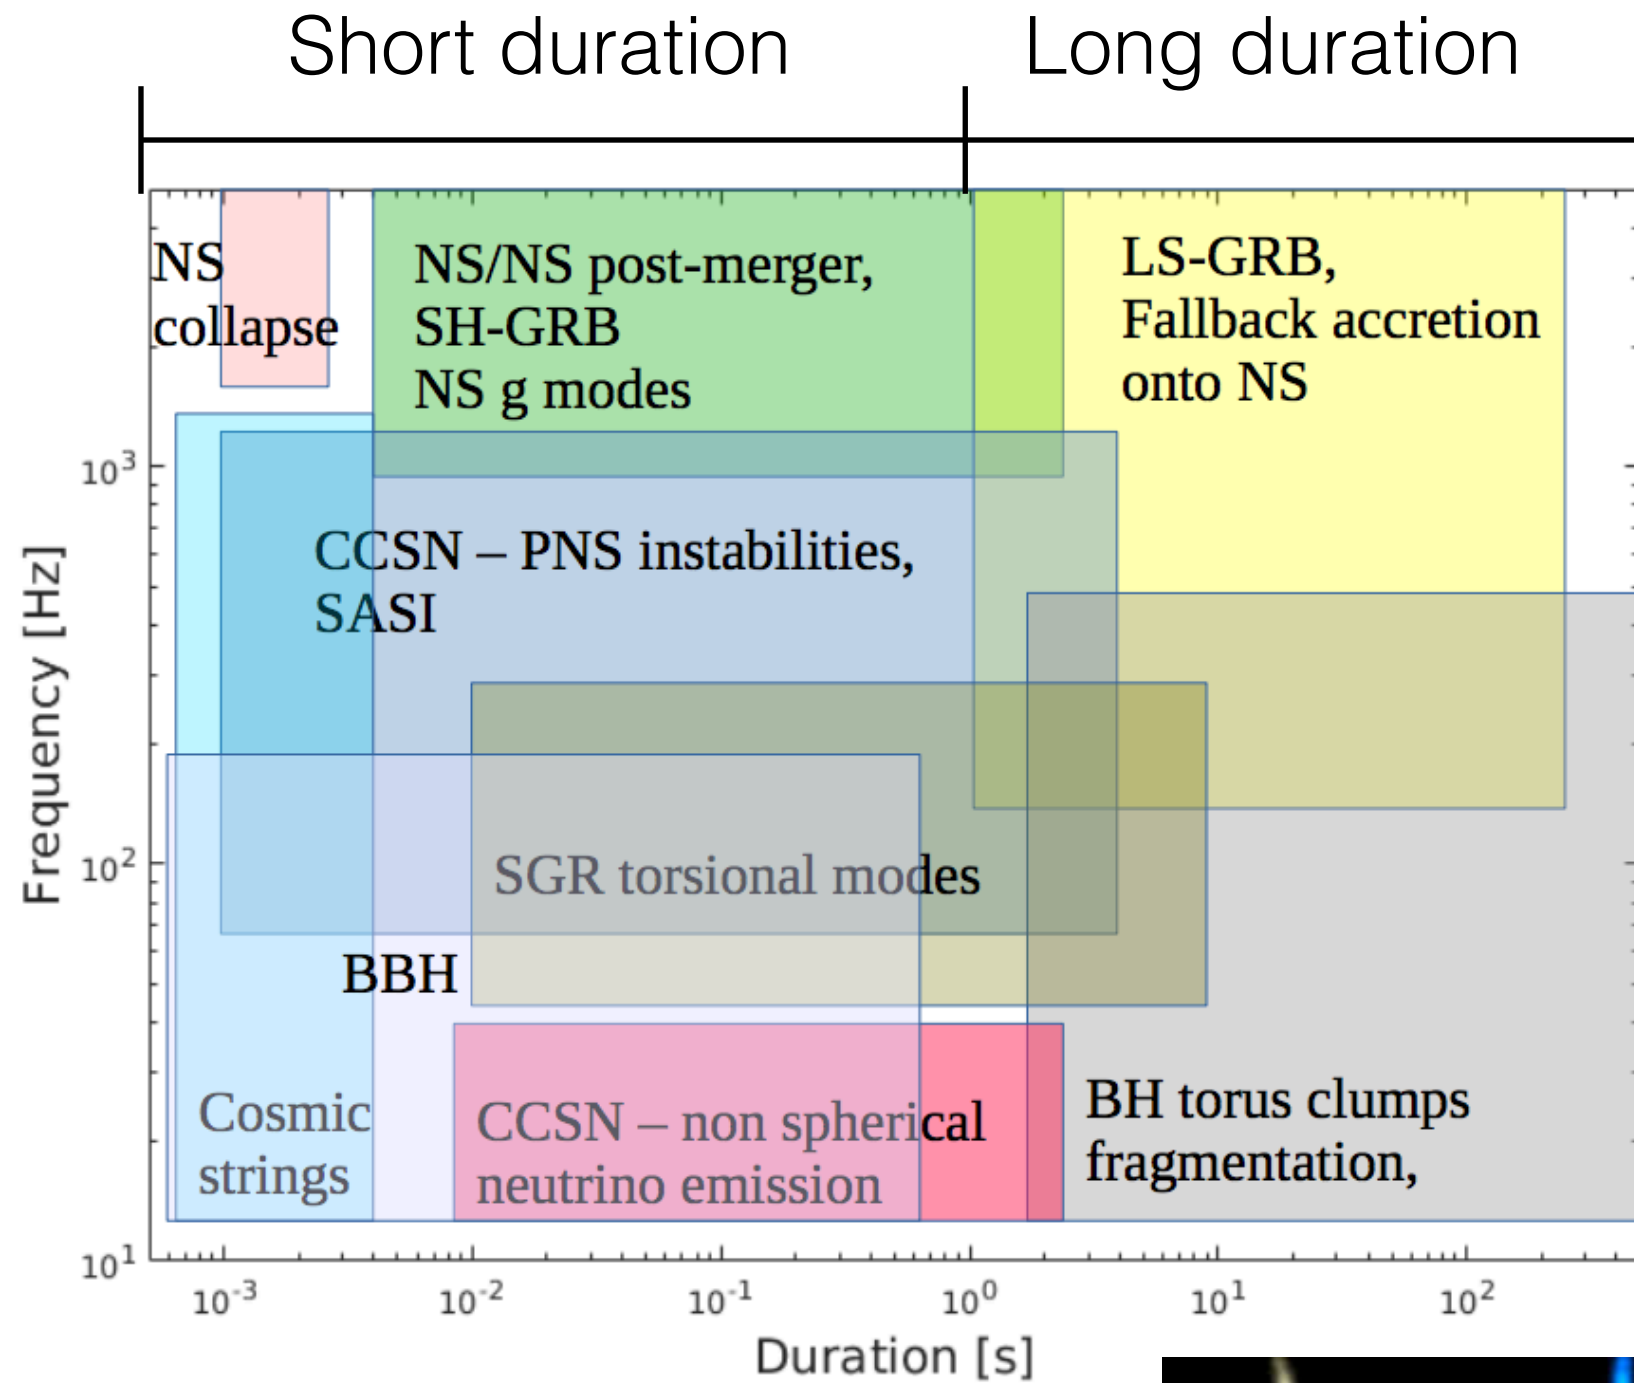 Short duration
Long duration
NS
collapse
NS/NS post-merger,
SH-GRB
NS g modes
LS-GRB,
Fallback accretion
onto NS
CCSN – PNS instabilities,
SASI
SGR torsional modes
BBH
Cosmic
strings
CCSN – non spherical
neutrino emission
BH torus clumps
fragmentation,
Frequency [Hz]
10³
10²
10¹
10⁻³
10⁻²
10⁻¹
10⁰
10¹
10²
Duration [s]